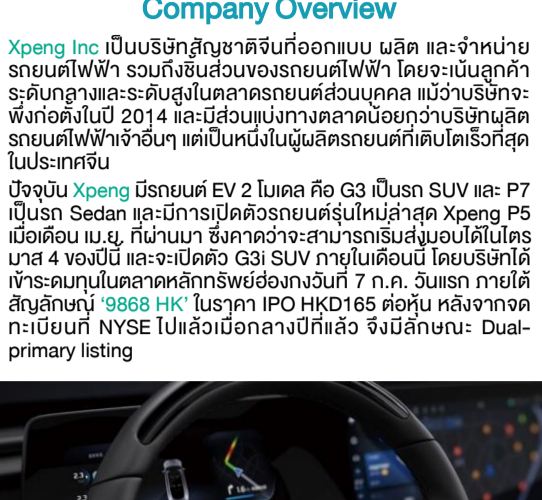 Company Overview
Xpeng Inc เป็นบริษัทสัญชาติจีนที่ออกแบบ ผลิต และจำหน่าย
รถยนต์ไฟฟ้า รวมถึงชิ้นส่วนของรถยนต์ไฟฟ้า โดยจะเน้นลูกค้า
ระดับกลางและระดับสูงในตลาดรถยนต์ส่วนบุคคล แม้ว่าบริษัทจะ
พึ่งก่อตั้งในปี 2014 และมีส่วนแบ่งทางตลาดน้อยกว่าบริษัทผลิต
รถยนต์ไฟฟ้าเจ้าอื่นๆ แต่เป็นหนึ่งในผู้ผลิตรถยนต์ที่เติบโตเร็วที่สุด
ในประเทศจีน
ปัจจุบัน Xpeng มีรถยนต์ EV 2 โมเดล คือ G3 เป็นรถ SUV และ P7
เป็นรถ Sedan และมีการเปิดตัวรถยนต์รุ่นใหม่ล่าสุด Xpeng P5
เมื่อเดือน เม.ย. ที่ผ่านมา ซึ่งคาดว่าจะสามารถเริ่มส่งมอบได้ในไตร
มาส 4 ของปีนี้ และจะเปิดตัว G3i SUV ภายในเดือนนี้ โดยบริษัทได้
เข้าระดมทุนในตลาดหลักทรัพย์ฮ่องกงวันที่ 7 ก.ค. วันแรก ภายใต้
สัญลักษณ์ ‘9868 HK’ ในราคา IPO HKD165 ต่อหุ้น หลังจากจด
ทะเบียนที่ NYSE ไปแล้วเมื่อกลางปีที่แล้ว จึงมีลักษณะ Dual-
primary listing